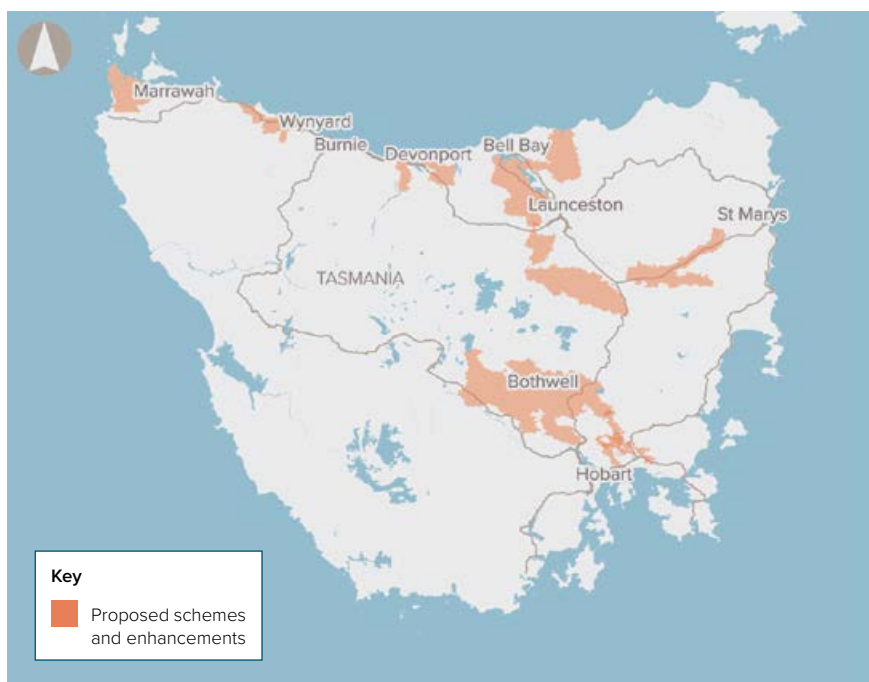 Marrawah
Wynyard
Burnie
Devonport
Bell Bay
Launceston
St Marys
TASMANIA
Bothwell
Hobart
Key
Proposed schemes
and enhancements